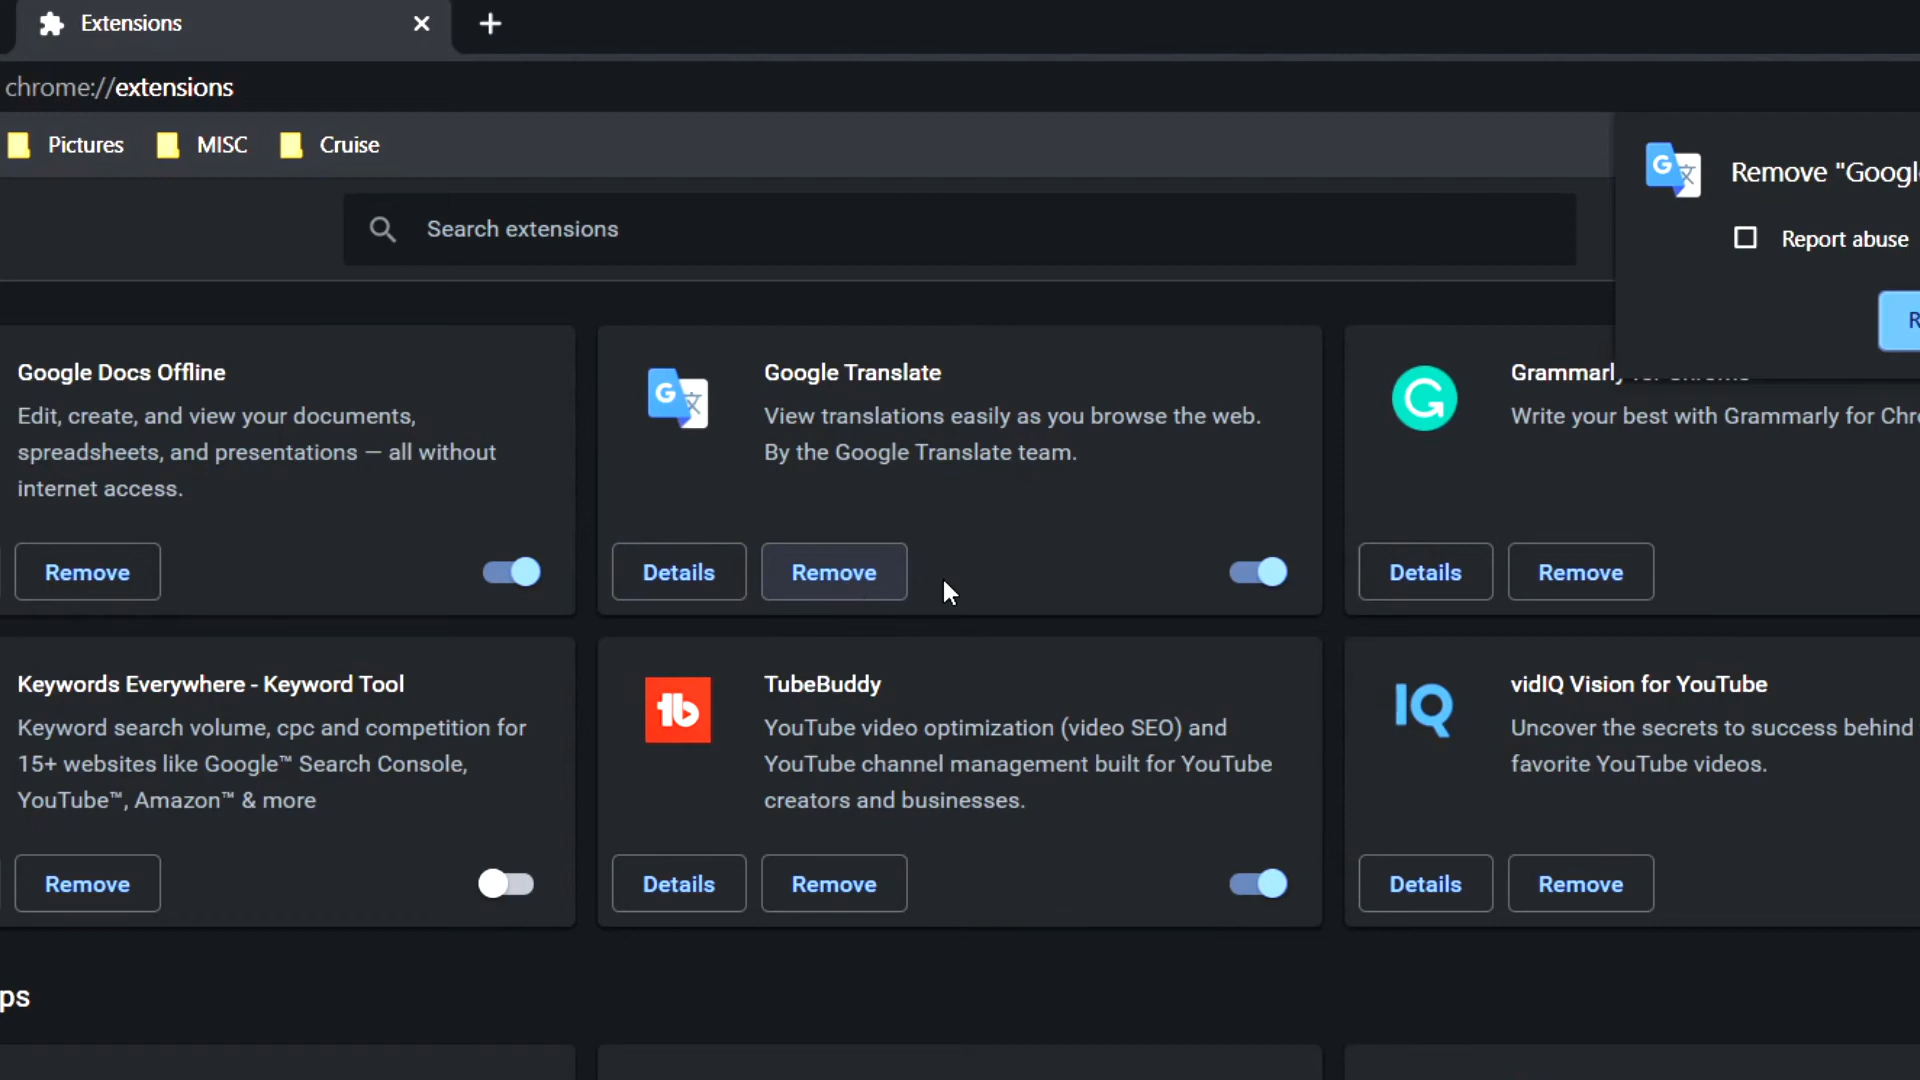 Extensions
chrome://extensions
Pictures MISC Cruise
Remove "Googl
Report abuse
Search extensions
R
Google Docs Offline
Edit, create, and view your documents,
spreadsheets, and presentations — all without
internet access.
Remove
Google Translate
View translations easily as you browse the web.
By the Google Translate team.
Details Remove
Grammarly for Chrome
Write your best with Grammarly for Chr
Details Remove
Keywords Everywhere - Keyword Tool
Keyword search volume, cpc and competition for
15+ websites like Google™ Search Console,
YouTube™, Amazon™ & more
Remove
tb
TubeBuddy
YouTube video optimization (video SEO) and
YouTube channel management built for YouTube
creators and businesses.
Details Remove
IQ
vidIQ Vision for YouTube
Uncover the secrets to success behind
favorite YouTube videos.
Details Remove
ps